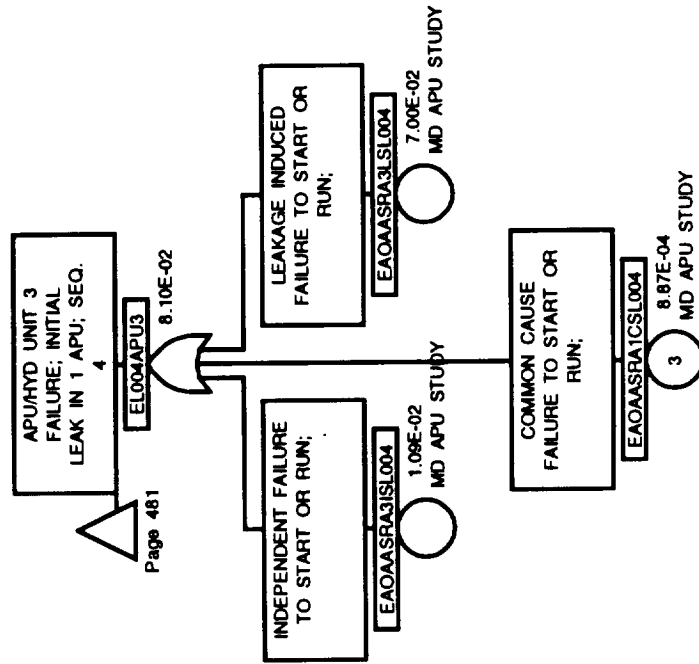 APU/HYD UNIT 3
FAILURE; INITIAL
LEAK IN 1 APU; SEQ.
4
EL004APU3
8.10E-02
Page 481
INDEPENDENT FAILURE
TO START OR RUN;
EAOAASRA3ISL004
1.09E-02
MD APU STUDY
LEAKAGE INDUCED
FAILURE TO START OR
RUN;
EAOAASRA3LSL004
7.00E-02
MD APU STUDY
COMMON CAUSE
FAILURE TO START OR
RUN;
EAOAASRA1CSL004
3
8.87E-04
MD APU STUDY